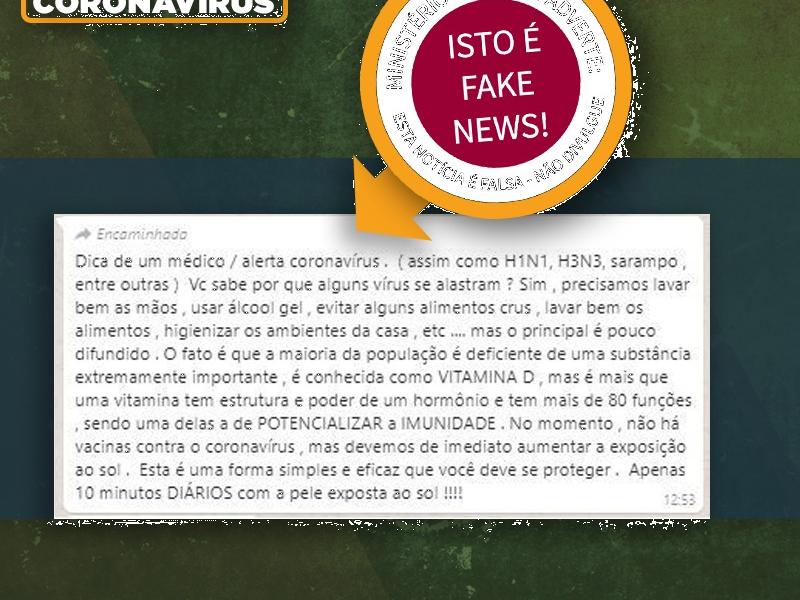 CORONAVÍRUS
MINISTÉRIO ADVERTE:
ISTO É
FAKE
NEWS!
ESTA NOTÍCIA É FALSA - NÃO DIVULGUE
Encaminhada
Dica de um médico / alerta coronavírus . ( assim como H1N1, H3N3, sarampo ,
entre outras ) Vc sabe por que alguns vírus se alastram ? Sim , precisamos lavar
bem as mãos , usar álcool gel , evitar alguns alimentos crus , lavar bem os
alimentos , higienizar os ambientes da casa , etc .... mas o principal é pouco
difundido . O fato é que a maioria da população é deficiente de uma substância
extremamente importante , é conhecida como VITAMINA D , mas é mais que
uma vitamina tem estrutura e poder de um hormônio e tem mais de 80 funções
, sendo uma delas a de POTENCIALIZAR a IMUNIDADE . No momento , não há
vacinas contra o coronavírus , mas devemos de imediato aumentar a exposição
ao sol . Esta é uma forma simples e eficaz que você deve se proteger . Apenas
10 minutos DIÁRIOS com a pele exposta ao sol !!!!
12:53